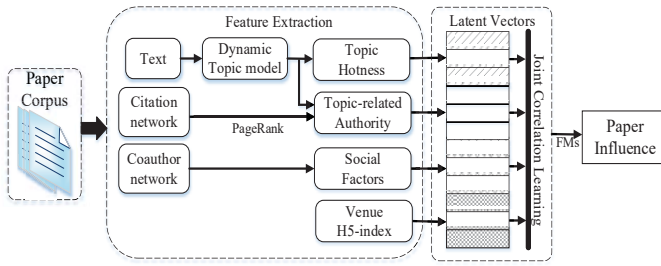 Feature Extraction
Latent Vectors
Paper
Corpus
Text
Dynamic
Topic model
Topic
Hotness
Citation
network
PageRank
Topic-related
Authority
Coauthor
network
Social
Factors
Venue
H5-index
Joint Correlation Learning
FMs
Paper
Influence